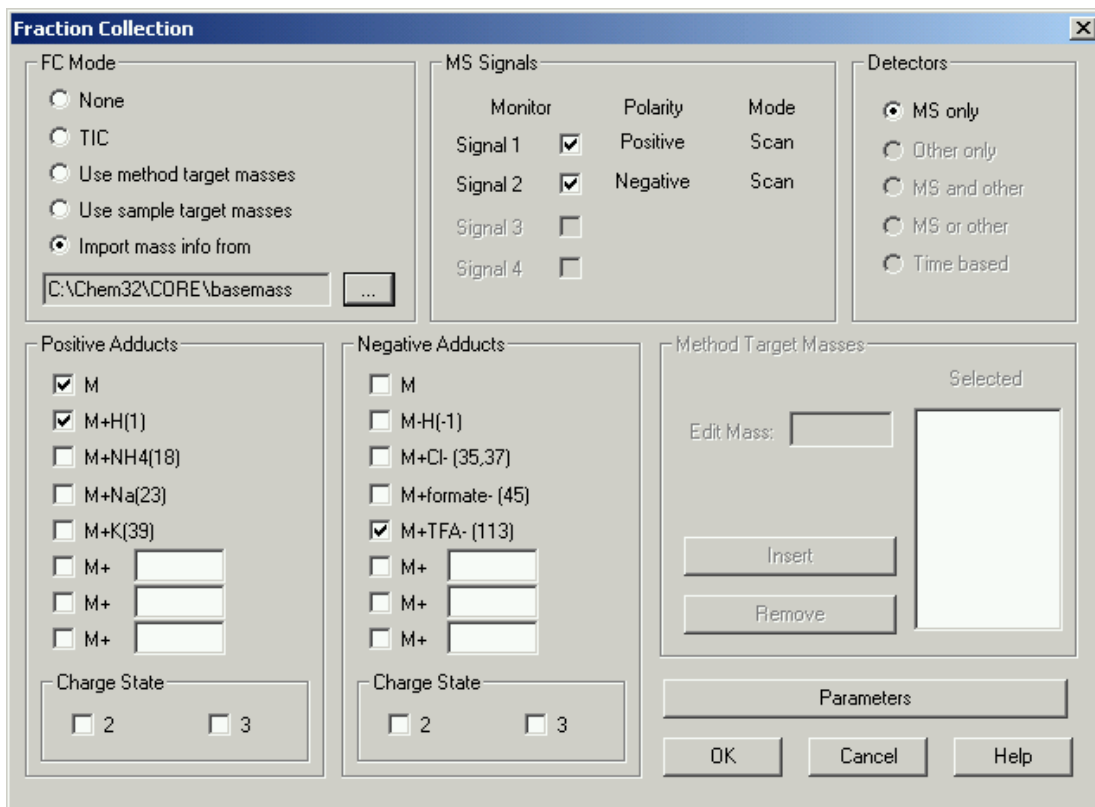 Fraction Collection
FC Mode
None
TIC
Use method target masses
Use sample target masses
Import mass info from
C:\Chem32\CORE\basemass
...
MS Signals
Monitor Polarity Mode
Signal 1 Positive Scan
Signal 2 Negative Scan
Signal 3
Signal 4
Detectors
MS only
Other only
MS and other
MS or other
Time based
Positive Adducts
M
M+H(1)
M+NH4(18)
M+Na(23)
M+K(39)
M+
M+
M+
Charge State
2 3
Negative Adducts
M
M-H(-1)
M+Cl- (35,37)
M+formate- (45)
M+TFA- (113)
M+
M+
M+
Charge State
2 3
Method Target Masses
Selected
Edit Mass:
Insert
Remove
Parameters
OK Cancel Help